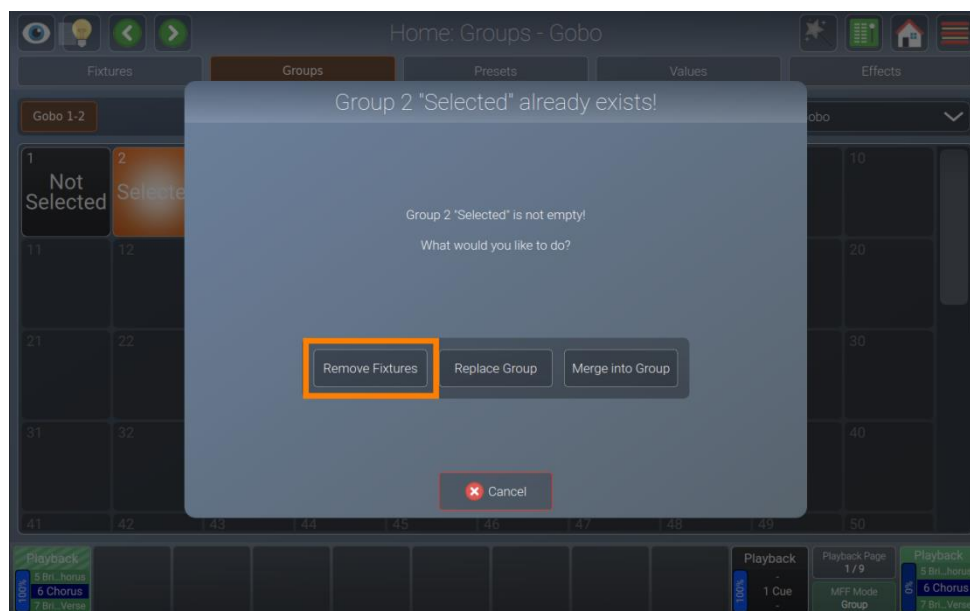 Home: Groups - Gobo
Fixtures
Groups
Presets
Values
Effects
Gobo 1-2
Group 2 "Selected" already exists!
obo
1
Not
Selected
2
Selecte
10
Group 2 "Selected" is not empty!
What would you like to do?
11
12
20
21
22
30
Remove Fixtures
Replace Group
Merge into Group
31
32
40
Cancel
41
42
43
44
45
46
47
48
49
50
Playback
5 Bri...horus
100%
6 Chorus
7 Bri...Verse
Playback
-
100%
1 Cue
-
Playback Page
1 / 9
MFF Mode
Group
Playback
5 Bri...horus
0%
6 Chorus
7 Bri...Verse